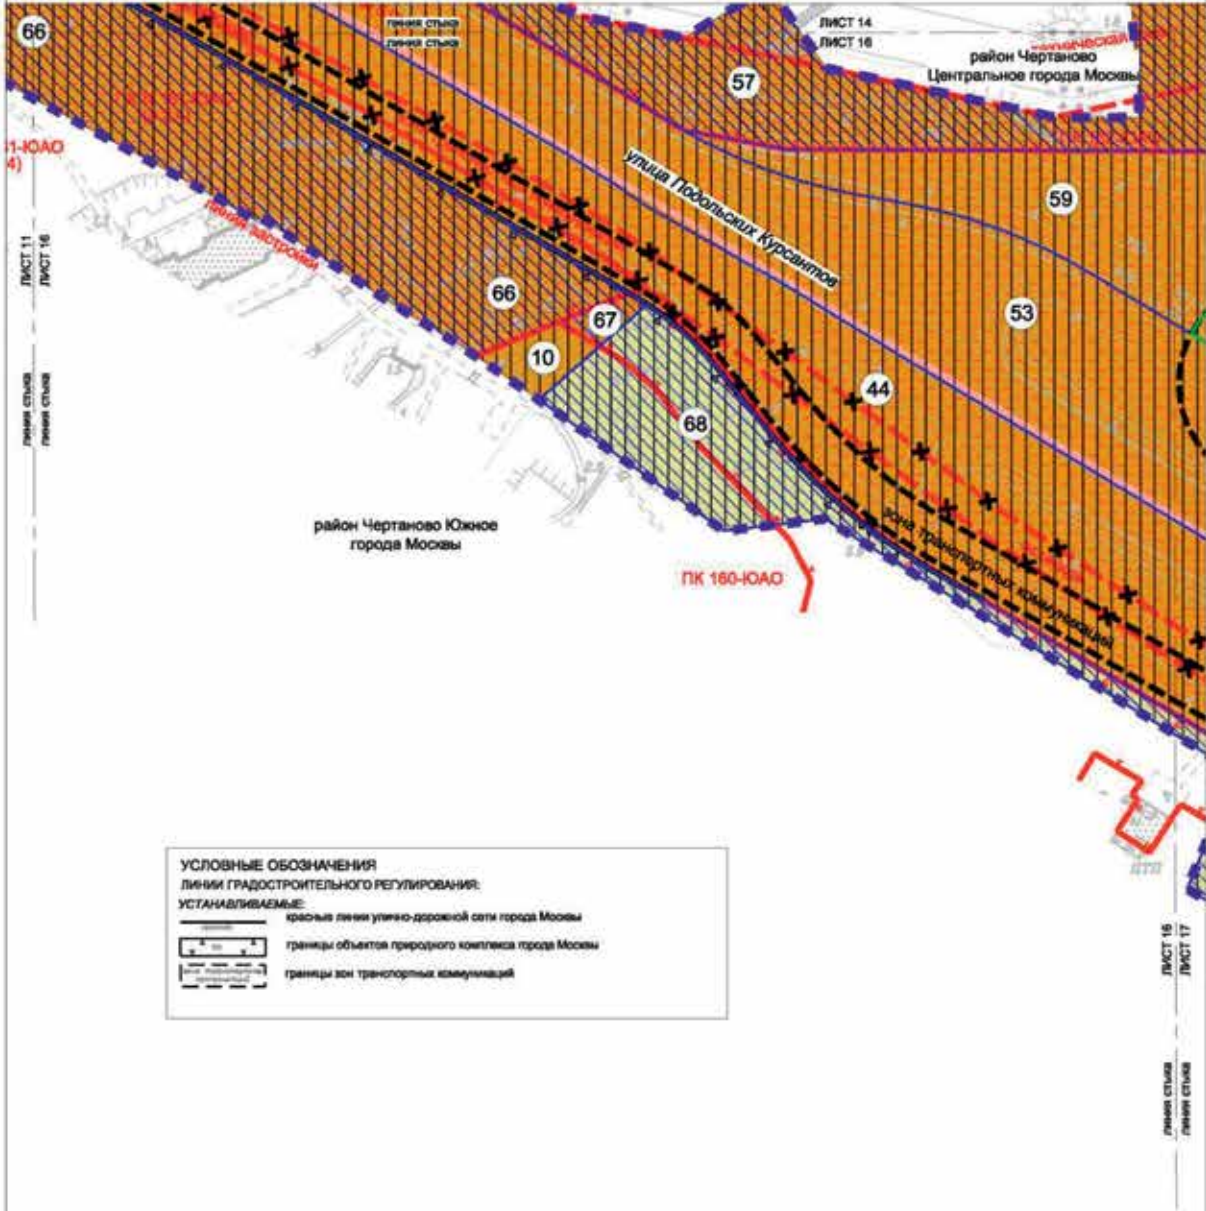 66
линия стыка
линия стыка
ЛИСТ 14
ЛИСТ 16
район Чертаново
Центральное города Москвы
57
1-ЮАО
4)
улица Подольских Курсантов
59
линия застройки
ЛИСТ 11
ЛИСТ 16
66
67
53
10
44
линия стыка
линия стыка
68
район Чертаново Южное
города Москвы
зона транспортных коммуникаций
ПК 160-ЮАО
УСЛОВНЫЕ ОБОЗНАЧЕНИЯ
ЛИНИИ ГРАДОСТРОИТЕЛЬНОГО РЕГУЛИРОВАНИЯ:
УСТАНАВЛИВАЕМЫЕ:
красные линии улично-дорожной сети города Москвы
границы объектов природного комплекса города Москвы
границы зон транспортных коммуникаций
ЛИСТ 16
ЛИСТ 17
линия стыка
линия стыка